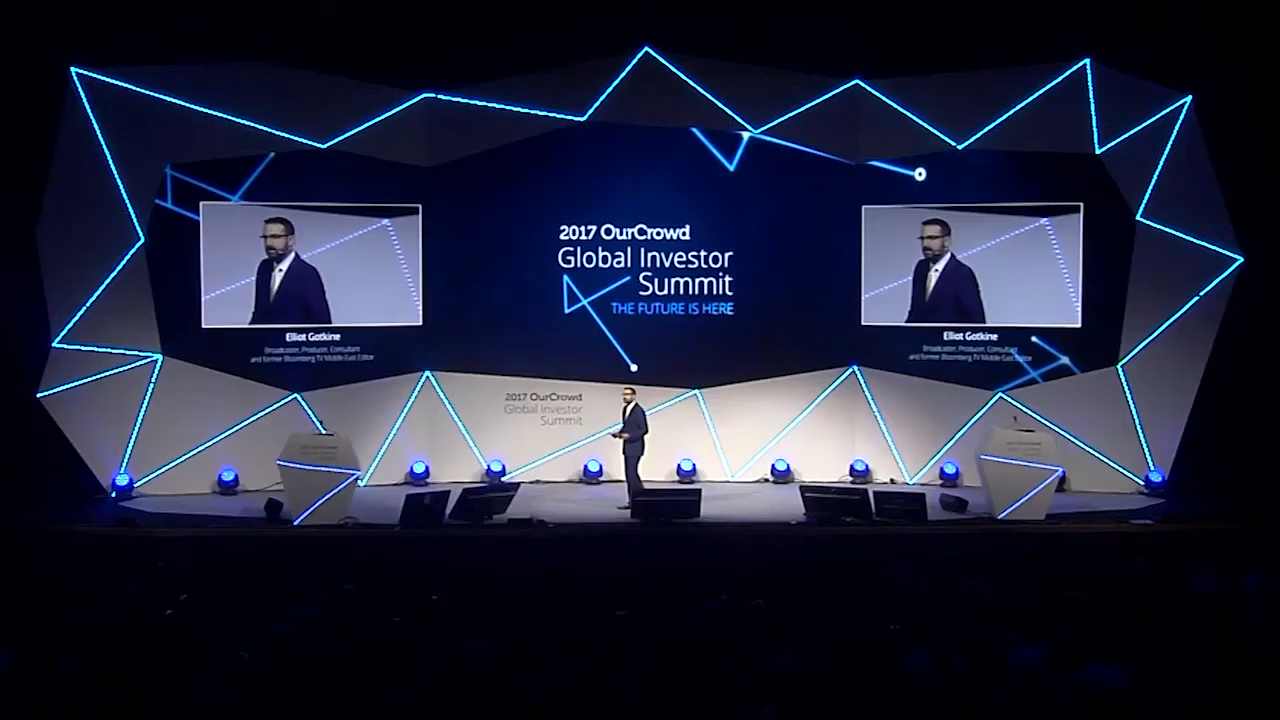 2017 OurCrowd
Global Investor
Summit
THE FUTURE IS HERE
Elliot Gotkine
Broadcaster, Producer, Consultant
and former Bloomberg TV Middle East Editor
Elliot Gotkine
Broadcaster, Producer, Consultant
and former Bloomberg TV Middle East Editor
2017 OurCrowd
Global Investor
Summit